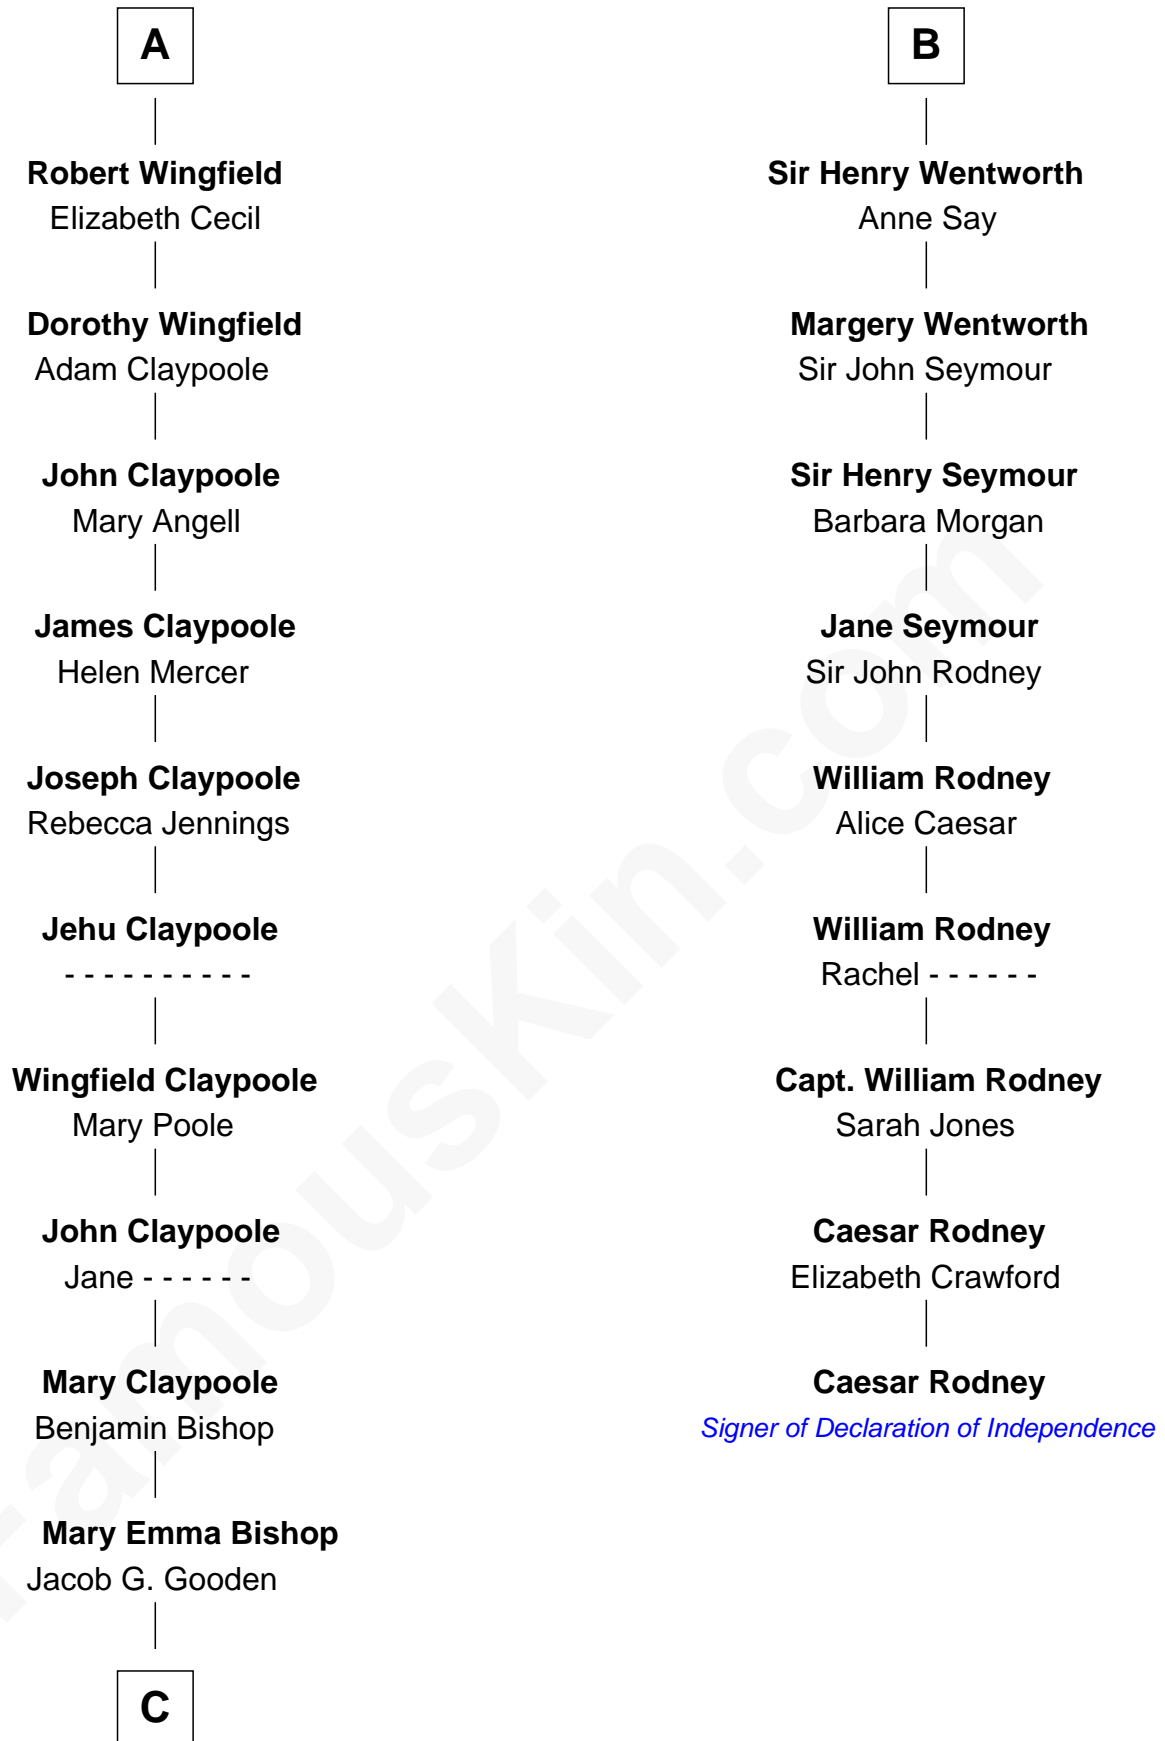 A
Robert Wingfield
Elizabeth Cecil
Dorothy Wingfield
Adam Claypoole
John Claypoole
Mary Angell
James Claypoole
Helen Mercer
Joseph Claypoole
Rebecca Jennings
Jehu Claypoole
- - - - - - - - - -
Wingfield Claypoole
Mary Poole
John Claypoole
Jane - - - - - -
Mary Claypoole
Benjamin Bishop
Mary Emma Bishop
Jacob G. Gooden
C
B
Sir Henry Wentworth
Anne Say
Margery Wentworth
Sir John Seymour
Sir Henry Seymour
Barbara Morgan
Jane Seymour
Sir John Rodney
William Rodney
Alice Caesar
William Rodney
Rachel - - - - - -
Capt. William Rodney
Sarah Jones
Caesar Rodney
Elizabeth Crawford
Caesar Rodney
Signer of Declaration of Independence
FamousKin.com